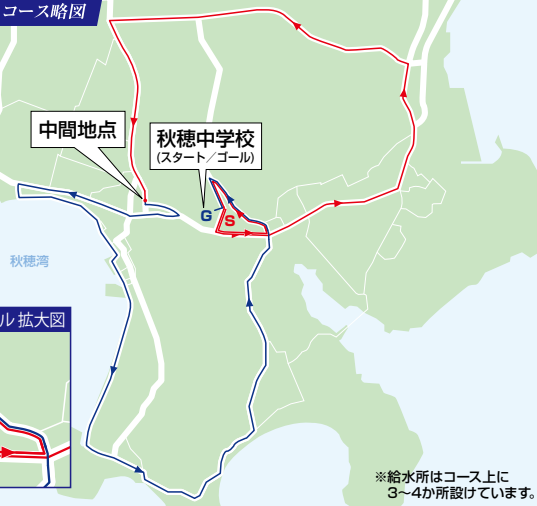 コース略図
中間地点
秋穂中学校
(スタート／ゴール)
G
S
秋穂湾
ル 拡大図
※給水所はコース上に
3〜4か所設けています。